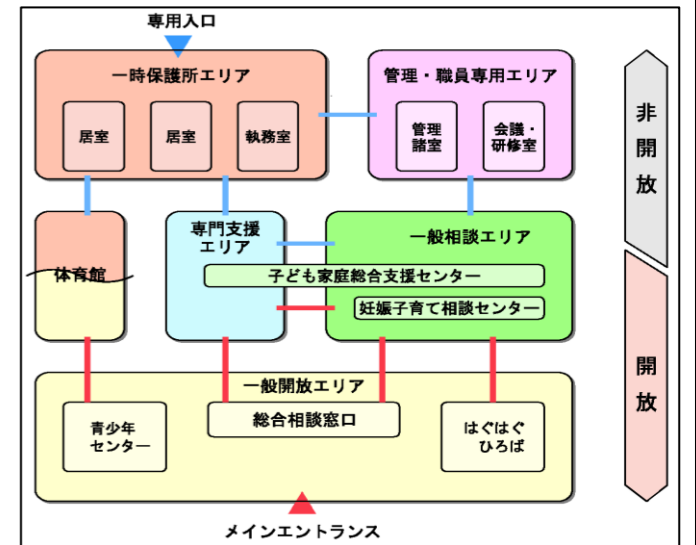 専用入口
一時保護所エリア
管理・職員専用エリア
居室
居室
執務室
管理
諸室
会議・
研修室
非開放
体育館
専門支援
エリア
一般相談エリア
子ども家庭総合支援センター
妊娠子育て相談センター
開放
一般開放エリア
青少年
センター
総合相談窓口
はぐはぐ
ひろば
メインエントランス